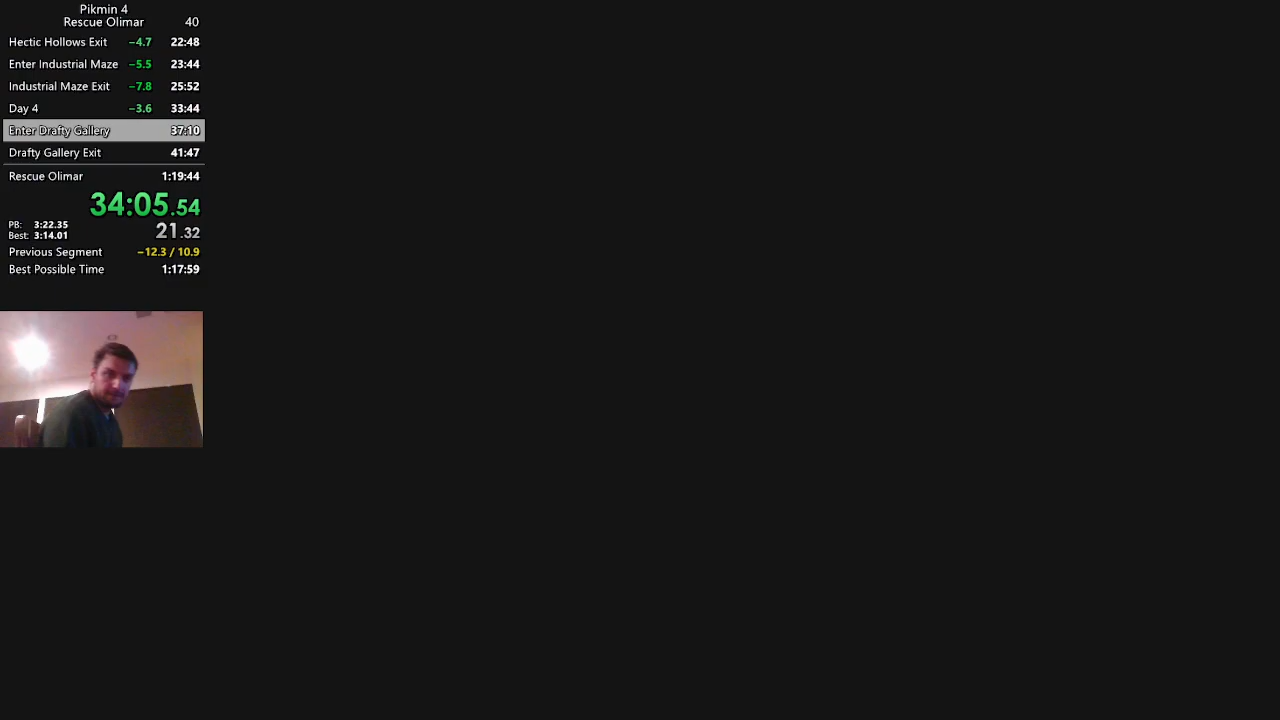 Pikmin 4
Rescue Olimar 40
Hectic Hollows Exit -4.7 22:48
Enter Industrial Maze -5.5 23:44
Industrial Maze Exit -7.8 25:52
Day 4 -3.6 33:44
Enter Drafty Gallery 37:10
Drafty Gallery Exit 41:47
Rescue Olimar 1:19:44
34:05.54
PB: 3:22.35
Best: 3:14.01
21.32
Previous Segment -12.3 / 10.9
Best Possible Time 1:17:59